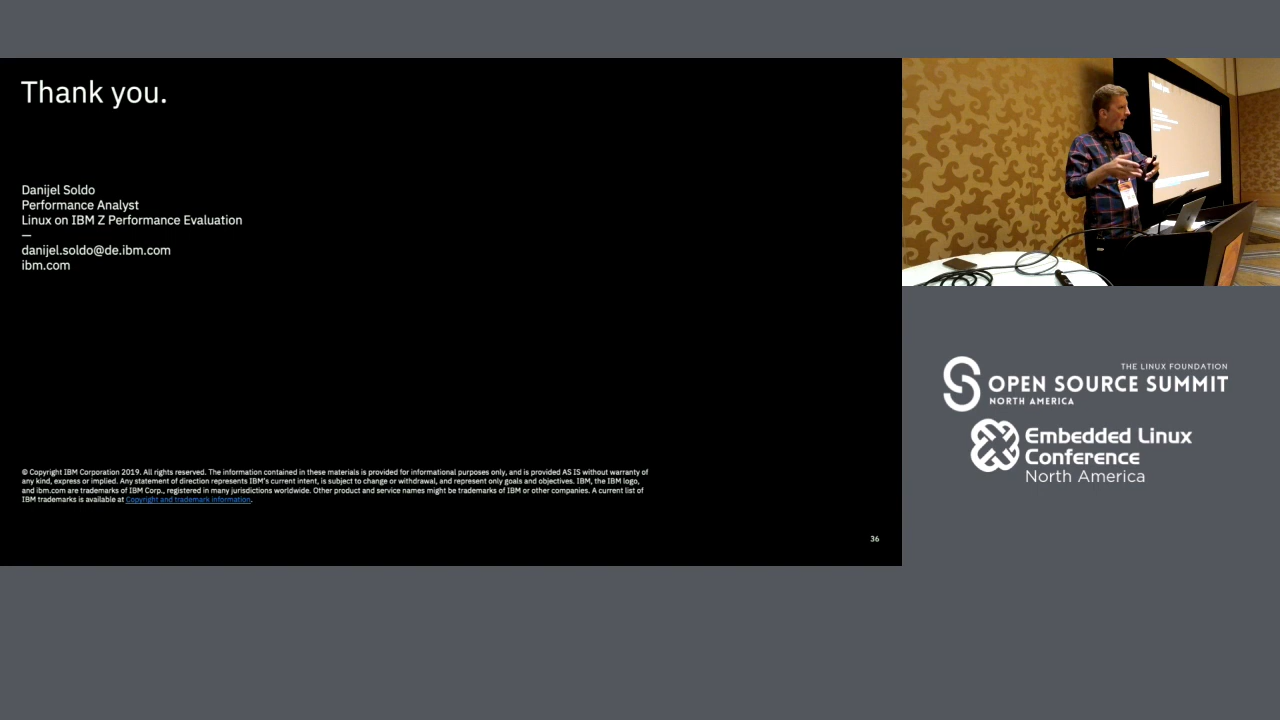 Thank you.
Danijel Soldo
Performance Analyst
Linux on IBM Z Performance Evaluation
—
danijel.soldo@de.ibm.com
ibm.com
© Copyright IBM Corporation 2019. All rights reserved. The information contained in these materials is provided for informational purposes only, and is provided AS IS without warranty of
any kind, express or implied. Any statement of direction represents IBM's current intent, is subject to change or withdrawal, and represent only goals and objectives. IBM, the IBM logo,
and ibm.com are trademarks of IBM Corp., registered in many jurisdictions worldwide. Other product and service names might be trademarks of IBM or other companies. A current list of
IBM trademarks is available at Copyright and trademark information.
36
THE LINUX FOUNDATION
OPEN SOURCE SUMMIT
NORTH AMERICA
Embedded Linux
Conference
North America